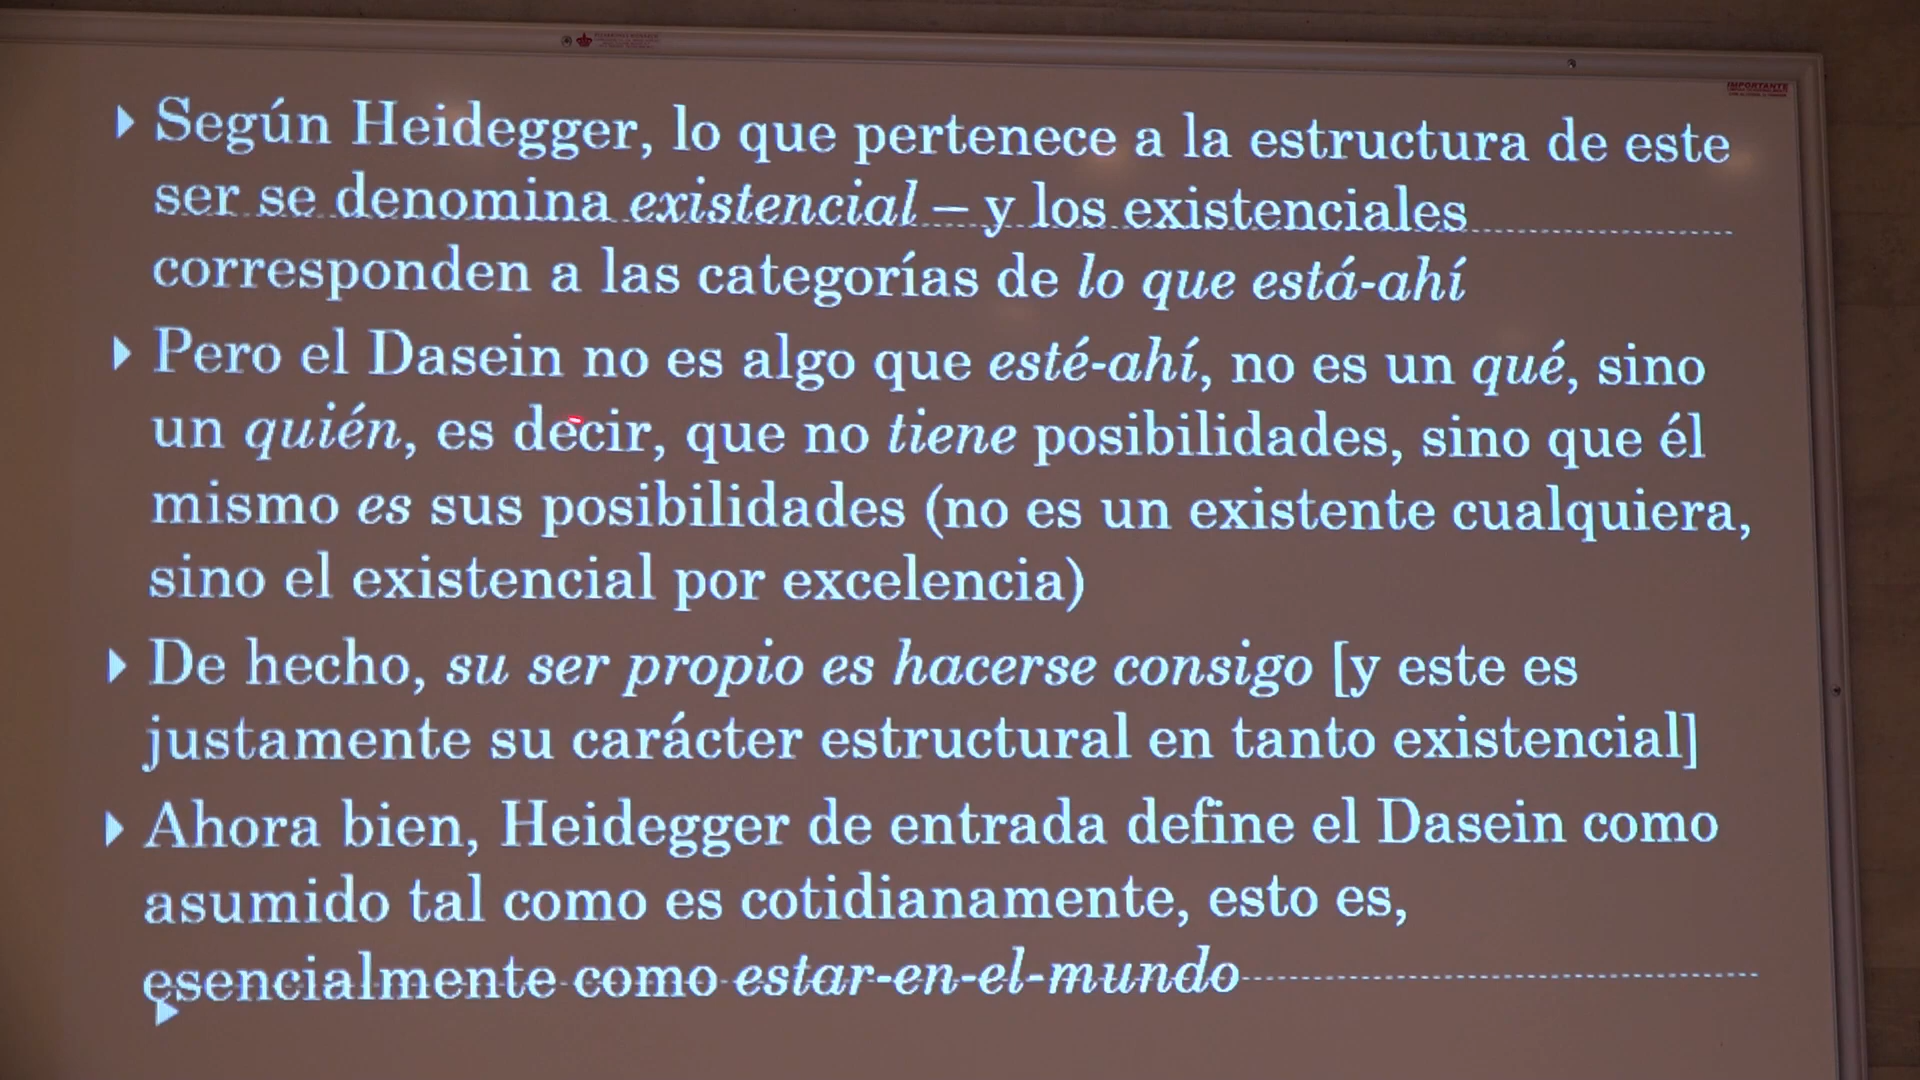 IMPORTANTE
Según Heidegger, lo que pertenece a la estructura de este
ser se denomina existencial – y los existenciales
corresponden a las categorías de lo que está-ahí
Pero el Dasein no es algo que esté-ahí, no es un qué, sino
un quién, es decir, que no tiene posibilidades, sino que él
mismo es sus posibilidades (no es un existente cualquiera,
sino el existencial por excelencia)
De hecho, su ser propio es hacerse consigo [y este es
justamente su carácter estructural en tanto existencial]
Ahora bien, Heidegger de entrada define el Dasein como
asumido tal como es cotidianamente, esto es,
esencialmente como estar-en-el-mundo